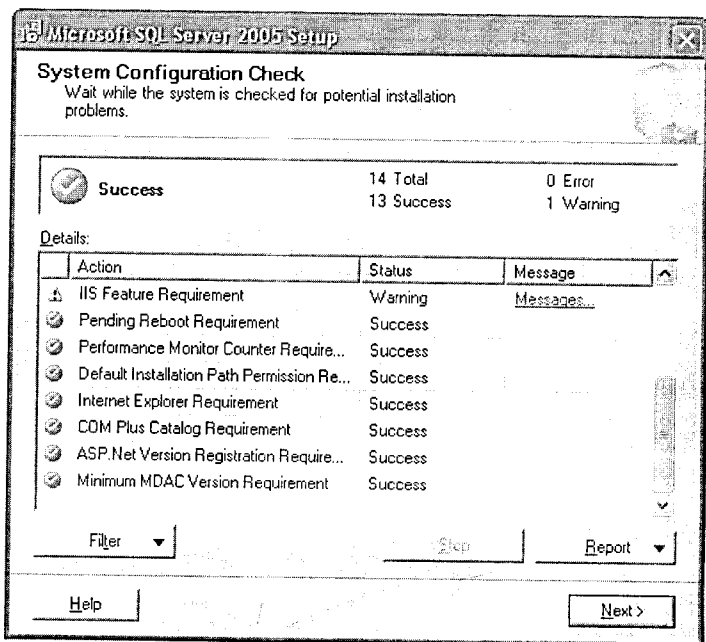 Microsoft SQL Server 2005 Setup
System Configuration Check
Wait while the system is checked for potential installation
problems.
Success
14 Total
0 Error
13 Success
1 Warning
Details:
Action Status Message
IIS Feature Requirement Warning Messages...
Pending Reboot Requirement Success
Performance Monitor Counter Require... Success
Default Installation Path Permission Re... Success
Internet Explorer Requirement Success
COM Plus Catalog Requirement Success
ASP.Net Version Registration Require... Success
Minimum MDAC Version Requirement Success
Filter
Stop
Report
Help
Next >